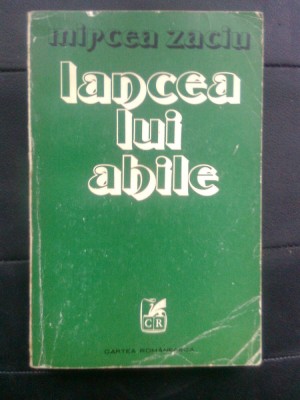 mircea zaciu
lancea
lui
ahile
CR
CARTEA ROMÂNEASCĂ